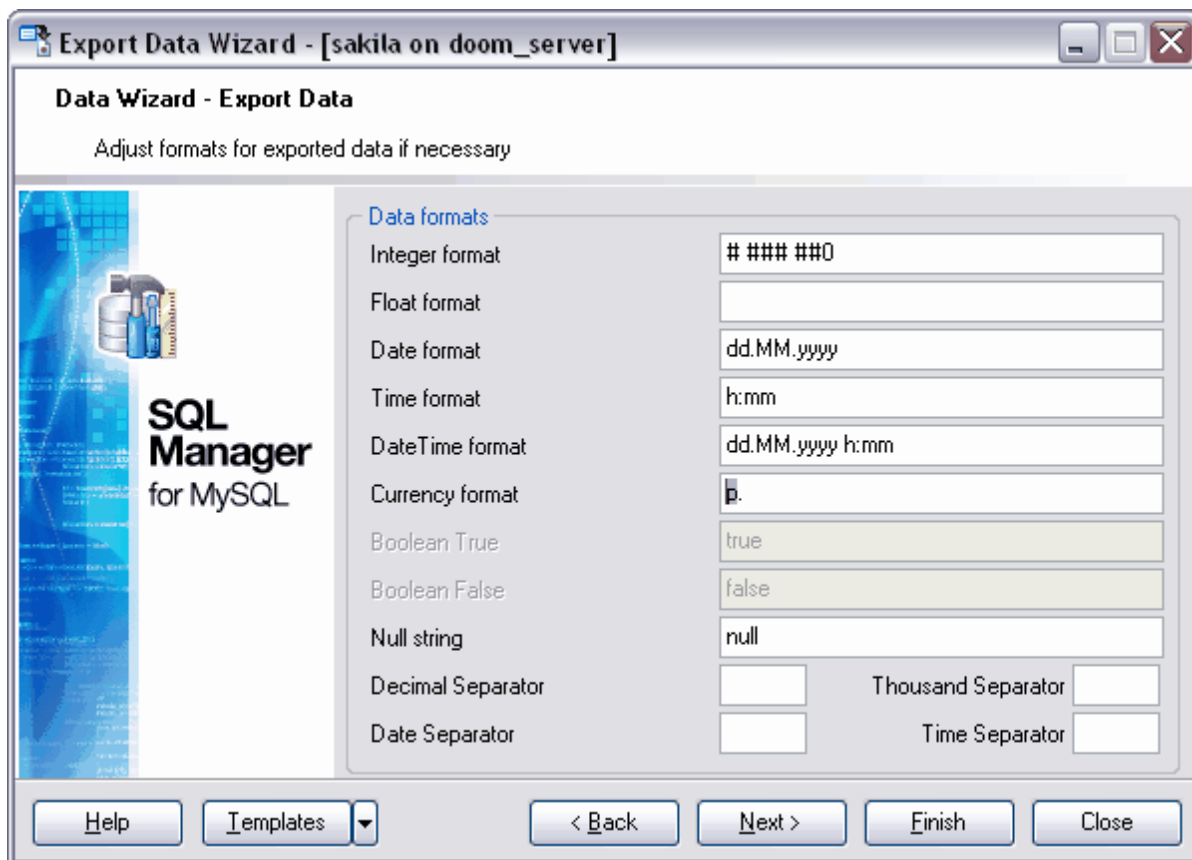 Export Data Wizard - [sakila on doom_server]
Data Wizard - Export Data
Adjust formats for exported data if necessary
SQL
Manager
for MySQL
Data formats
Integer format # ### ##0
Float format
Date format dd.MM.yyyy
Time format h:mm
DateTime format dd.MM.yyyy h:mm
Currency format p.
Boolean True true
Boolean False false
Null string null
Decimal Separator Thousand Separator
Date Separator Time Separator
Help Templates < Back Next > Finish Close